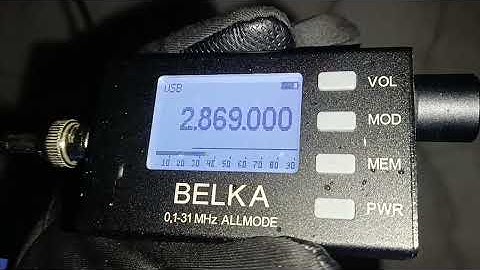 USB
2.869.000
10 20 30 40 50 60 70 80 90
VOL
MOD
MEM
PWR
BELKA
0,1-31 MHz ALLMODE